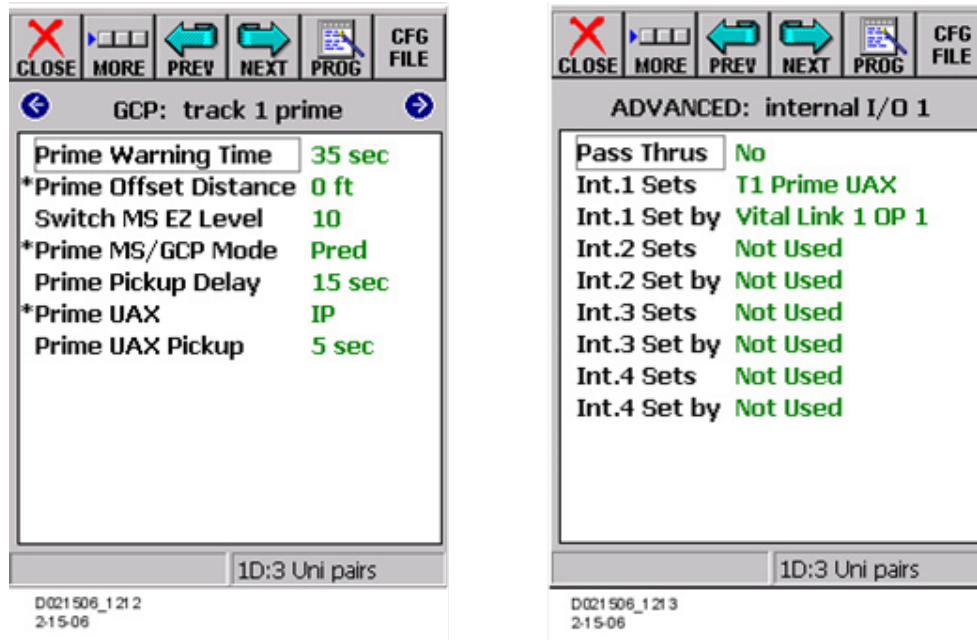 CLOSE MORE PREV NEXT PROG CFG FILE
GCP: track 1 prime
Prime Warning Time 35 sec
*Prime Offset Distance 0 ft
Switch MS EZ Level 10
*Prime MS/GCP Mode Pred
Prime Pickup Delay 15 sec
*Prime UAX IP
Prime UAX Pickup 5 sec
1D:3 Uni pairs
D021506_1212
2-15-06
CLOSE MORE PREV NEXT PROG CFG FILE
ADVANCED: internal I/O 1
Pass Thrus No
Int.1 Sets T1 Prime UAX
Int.1 Set by Vital Link 1 OP 1
Int.2 Sets Not Used
Int.2 Set by Not Used
Int.3 Sets Not Used
Int.3 Set by Not Used
Int.4 Sets Not Used
Int.4 Set by Not Used
1D:3 Uni pairs
D021506_1213
2-15-06